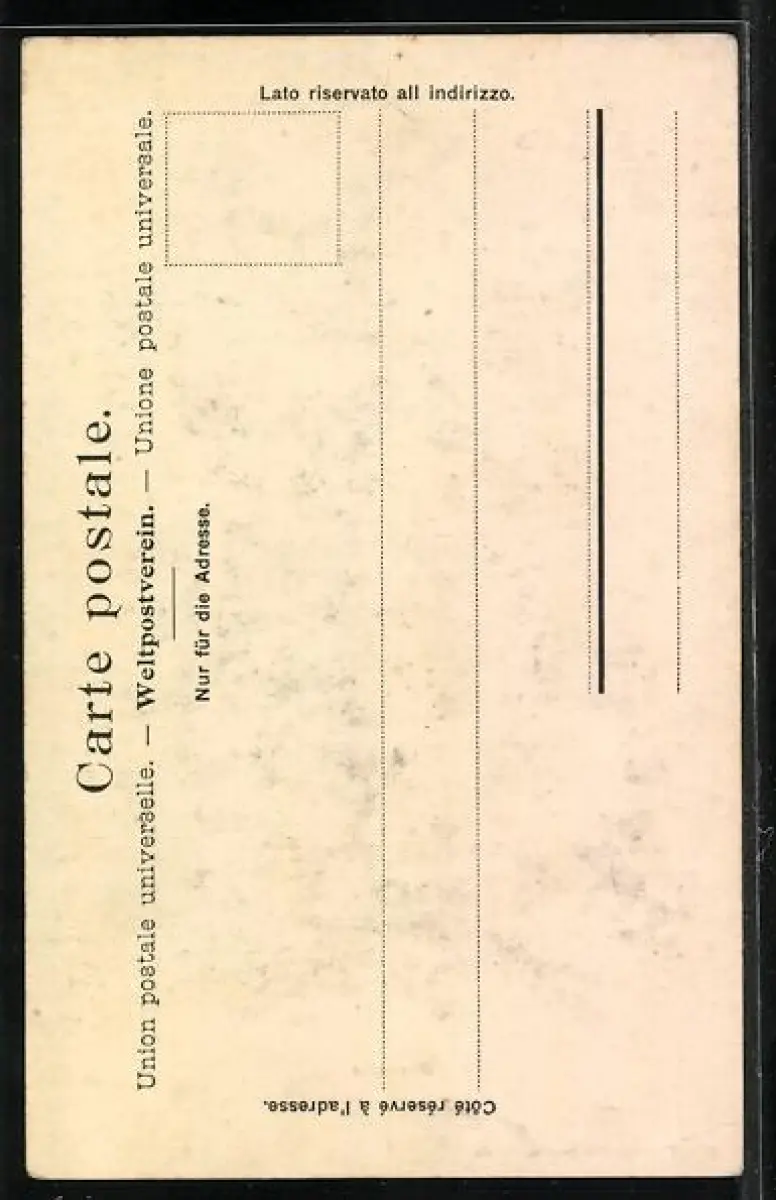 Carte postale.
Union postale universelle. — Weltpostverein. — Unione postale universale.
Nur für die Adresse.
Côté réservé à l'adresse.
Lato riservato all indirizzo.